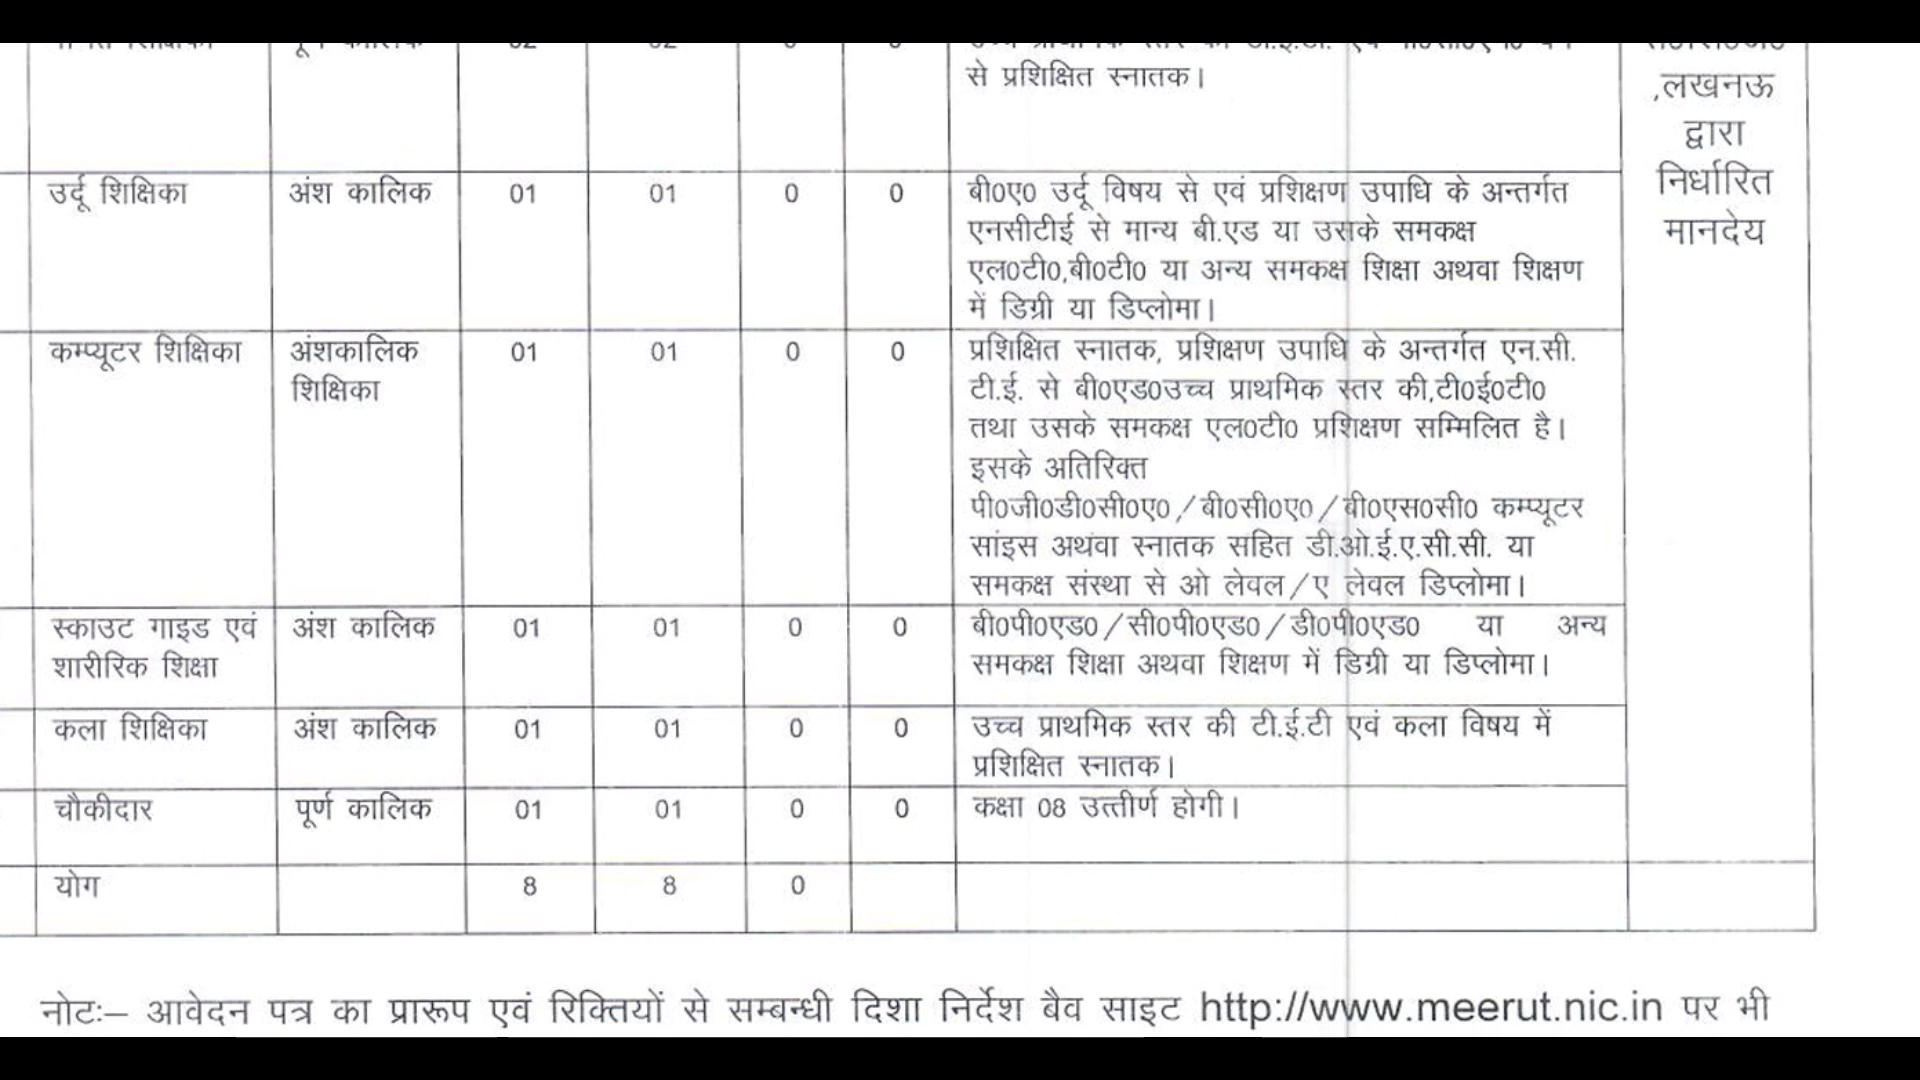 से प्रशिक्षित स्नातक।
,लखनऊ
द्वारा
निर्धारित
मानदेय
उर्दू शिक्षिका अंश कालिक 01 01 0 0 बी0ए0 उर्दू विषय से एवं प्रशिक्षण उपाधि के अन्तर्गत
एनसीटीई से मान्य बी.एड या उसके समकक्ष
एल0टी0,बी0टी0 या अन्य समकक्ष शिक्षा अथवा शिक्षण
में डिग्री या डिप्लोमा।
कम्प्यूटर शिक्षिका अंशकालिक 01 01 0 0 प्रशिक्षित स्नातक, प्रशिक्षण उपाधि के अन्तर्गत एन.सी.
शिक्षिका टी.ई. से बी0एड0उच्च प्राथमिक स्तर की,टी0ई0टी0
तथा उसके समकक्ष एल0टी0 प्रशिक्षण सम्मिलित है।
इसके अतिरिक्त
पी0जी0डी0सी0ए0/बी0सी0ए0/बी0एस0सी0 कम्प्यूटर
सांइस अथवा स्नातक सहित डी.ओ.ई.ए.सी.सी. या
समकक्ष संस्था से ओ लेवल/ए लेवल डिप्लोमा।
स्काउट गाइड एवं अंश कालिक 01 01 0 0 बी0पी0एड0/सी0पी0एड0/डी0पी0एड0 या अन्य
शारीरिक शिक्षा समकक्ष शिक्षा अथवा शिक्षण में डिग्री या डिप्लोमा।
कला शिक्षिका अंश कालिक 01 01 0 0 उच्च प्राथमिक स्तर की टी.ई.टी एवं कला विषय में
प्रशिक्षित स्नातक।
चौकीदार पूर्ण कालिक 01 01 0 0 कक्षा 08 उत्तीर्ण होगी।
योग 8 8 0
नोटः– आवेदन पत्र का प्रारूप एवं रिक्तियों से सम्बन्धी दिशा निर्देश बैव साइट http://www.meerut.nic.in पर भी